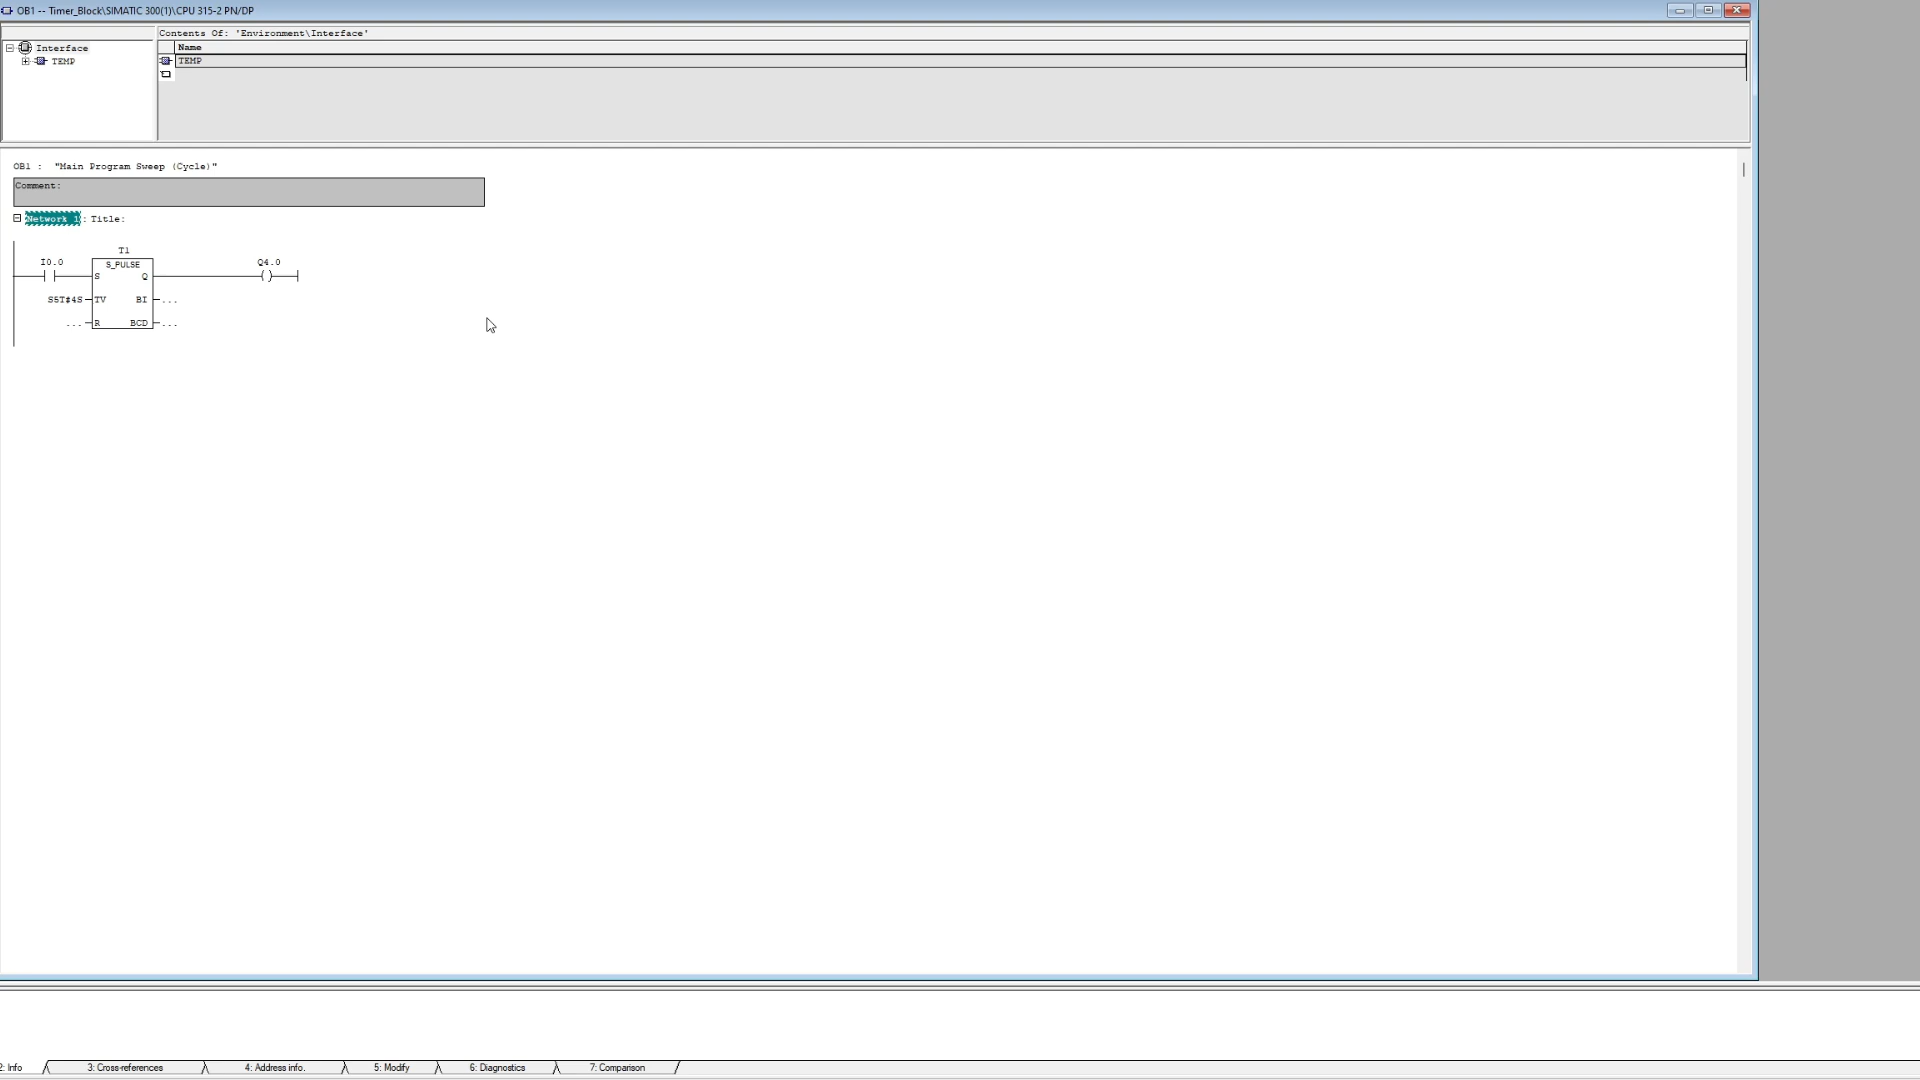 OB1 -- Timer_Block\SIMATIC 300(1)\CPU 315-2 PN/DP
Contents Of: 'Environment\Interface'
Interface
TEMP
Name
TEMP
OB1 : "Main Program Sweep (Cycle)"
Comment:
Network 1: Title:
T1
I0.0
S_PULSE
Q4.0
S Q
S5T#4S TV BI ...
... R BCD ...
2: Info
3: Cross-references
4: Address info.
5: Modify
6: Diagnostics
7: Comparison